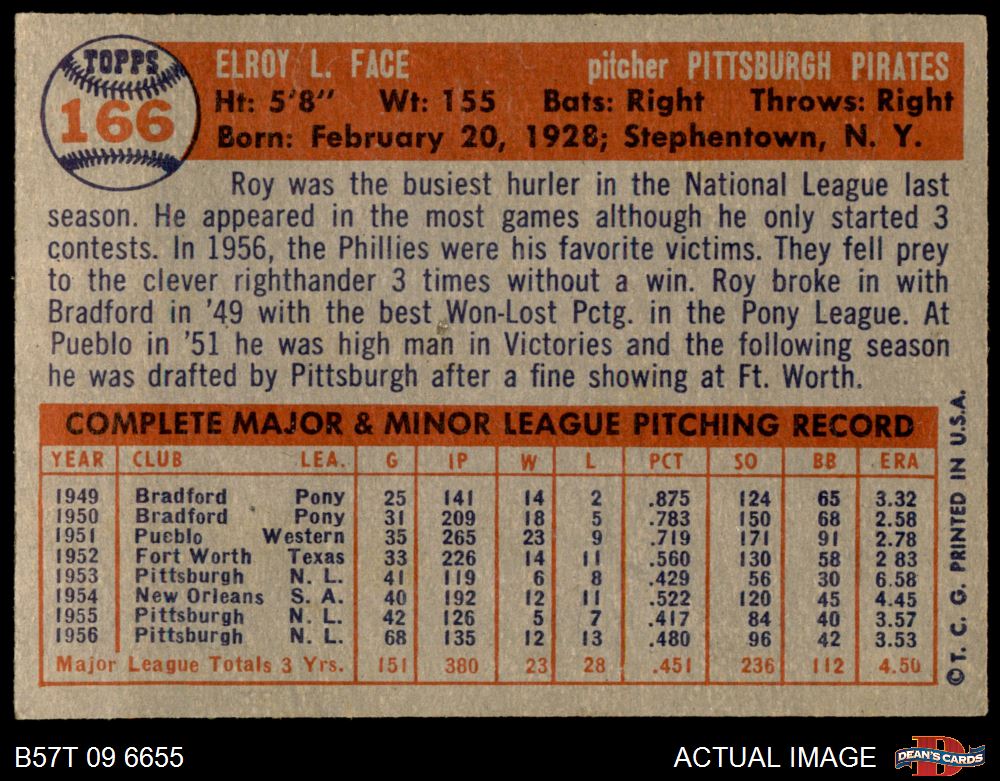 TOPPS
166
ELROY L. FACE pitcher PITTSBURGH PIRATES
Ht: 5'8" Wt: 155 Bats: Right Throws: Right
Born: February 20, 1928; Stephentown, N. Y.
Roy was the busiest hurler in the National League last
season. He appeared in the most games although he only started 3
contests. In 1956, the Phillies were his favorite victims. They fell prey
to the clever righthander 3 times without a win. Roy broke in with
Bradford in '49 with the best Won-Lost Pctg. in the Pony League. At
Pueblo in '51 he was high man in Victories and the following season
he was drafted by Pittsburgh after a fine showing at Ft. Worth.
COMPLETE MAJOR & MINOR LEAGUE PITCHING RECORD
YEAR CLUB LEA. G IP W L PCT SO BB ERA
1949 Bradford Pony 25 141 14 2 .875 124 65 3.32
1950 Bradford Pony 31 209 18 5 .783 150 68 2.58
1951 Pueblo Western 35 265 23 9 .719 171 91 2.78
1952 Fort Worth Texas 33 226 14 11 .560 130 58 2 83
1953 Pittsburgh N. L. 41 119 6 8 .429 56 30 6.58
1954 New Orleans S. A. 40 192 12 11 .522 120 45 4.45
1955 Pittsburgh N. L. 42 126 5 7 .417 84 40 3.57
1956 Pittsburgh N. L. 68 135 12 13 .480 96 42 3.53
Major League Totals 3 Yrs. 151 380 23 28 .451 236 112 4.50
© T. C. G. PRINTED IN U.S.A.
B57T 09 6655 ACTUAL IMAGE
DEAN'S CARDS